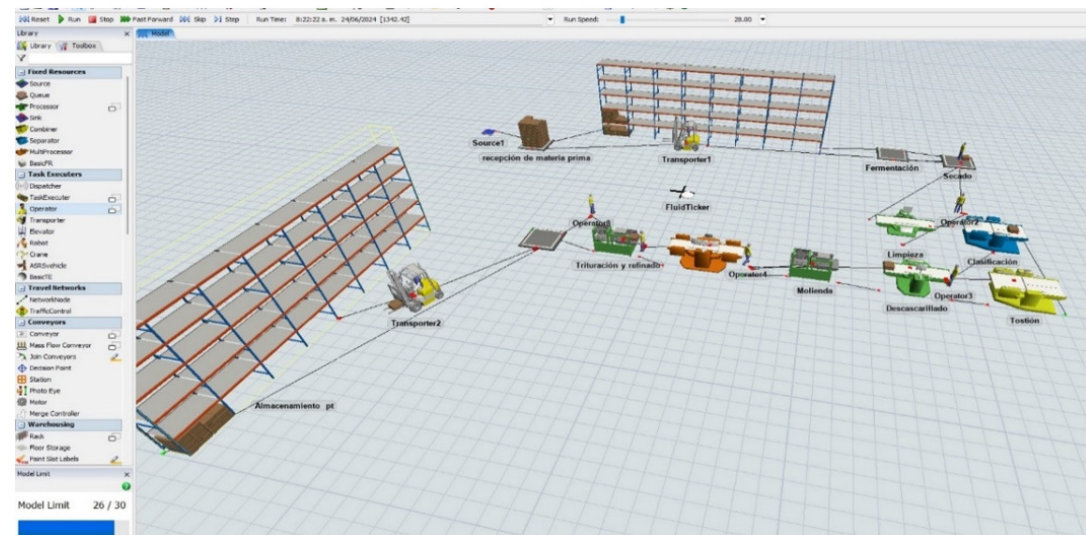 Reset Run Stop Fast Forward Skip Step Run Time: 8:22:22 a. m. 24/06/2024 [1342.42] Run Speed: 28.00
Library
Library Toolbox
Fixed Resources
Source
Queue
Processor
Sink
Combiner
Separator
MultiProcessor
BasicFR
Task Executers
Dispatcher
TaskExecuter
Operator
Transporter
Elevator
Robot
Crane
ASRSvehicle
BasicTE
Travel Networks
NetworkNode
TrafficControl
Conveyors
Conveyor
Mass Flow Conveyor
Join Conveyors
Decision Point
Station
Photo Eye
Motor
Merge Controller
Warehousing
Rack
Floor Storage
Paint Slot Labels
Model Limit
Model Limit 26 / 30
Model
Source1
recepción de materia prima
Transporter1
Fermentación
Secado
FluidTicker
Operator2
Trituración y refinado
Operator4
Limpieza
Clasificación
Molienda
Operator3
Descascarillado
Tostión
Transporter2
Almacenamiento pt